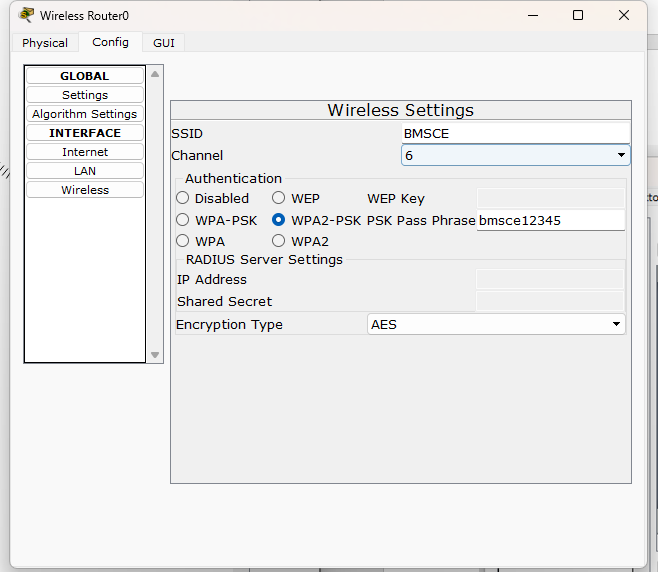 Wireless Router0
Physical Config GUI
GLOBAL
Settings
Algorithm Settings
INTERFACE
Internet
LAN
Wireless
Wireless Settings
SSID BMSCE
Channel 6
Authentication
Disabled WEP WEP Key
WPA-PSK WPA2-PSK PSK Pass Phrase bmsce12345
WPA WPA2
RADIUS Server Settings
IP Address
Shared Secret
Encryption Type AES